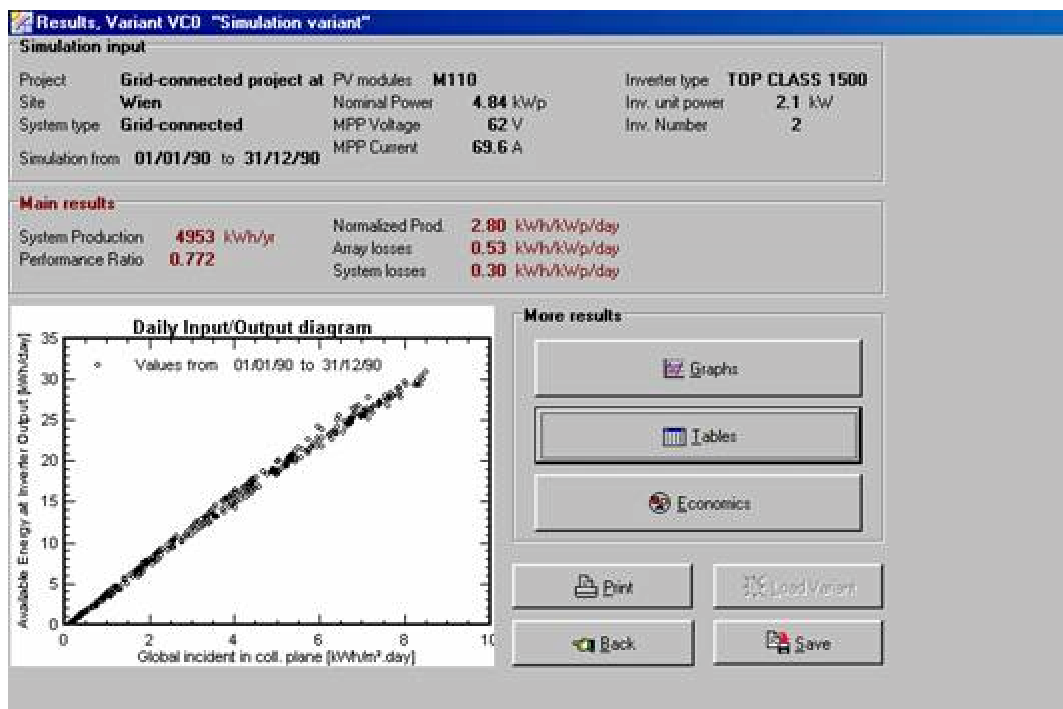 Results, Variant VC0 "Simulation variant"
Simulation input
Project Grid-connected project at
Site Wien
System type Grid-connected
Simulation from 01/01/90 to 31/12/90
PV modules M110
Nominal Power 4.84 kWp
MPP Voltage 62 V
MPP Current 69.6 A
Inverter type TOP CLASS 1500
Inv. unit power 2.1 kW
Inv. Number 2
Main results
System Production 4953 kWh/yr
Performance Ratio 0.772
Normalized Prod. 2.80 kWh/kWp/day
Array losses 0.53 kWh/kWp/day
System losses 0.30 kWh/kWp/day
Daily Input/Output diagram
Values from 01/01/90 to 31/12/90
Available Energy at Inverter Output [kWh/day]
35
30
25
20
15
10
5
0
0 2 4 6 8 10
Global incident in coll. plane [kWh/m².day]
More results
Graphs
Tables
Economics
Print
Load Variant
Back
Save